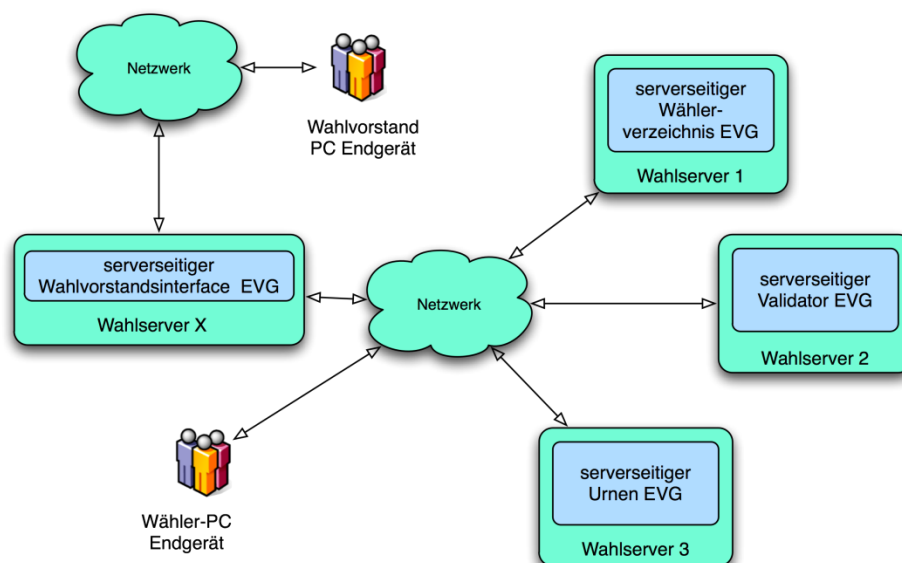 Netzwerk
Wahlvorstand
PC Endgerät
serverseitiger
Wähler-
verzeichnis EVG
Wahlserver 1
serverseitiger
Wahlvorstandsinterface EVG
Wahlserver X
Netzwerk
serverseitiger
Validator EVG
Wahlserver 2
serverseitiger
Urnen EVG
Wahlserver 3
Wähler-PC
Endgerät